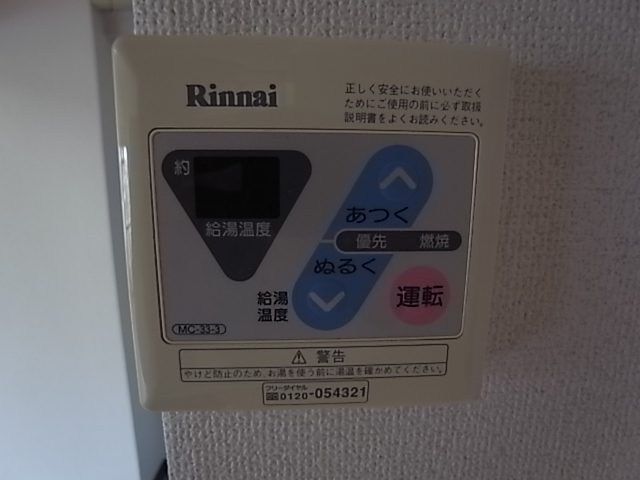 Rinnai
正しく安全にお使いいただく
ためにご使用の前に必ず取扱
説明書をよくお読みください。
約
給湯温度
あつく
優先 燃焼
ぬるく
給湯
温度
運転
MC-33-3
警告
やけど防止のため、お湯を使う前に湯温を確かめてください。
フリーダイヤル
0120-054321